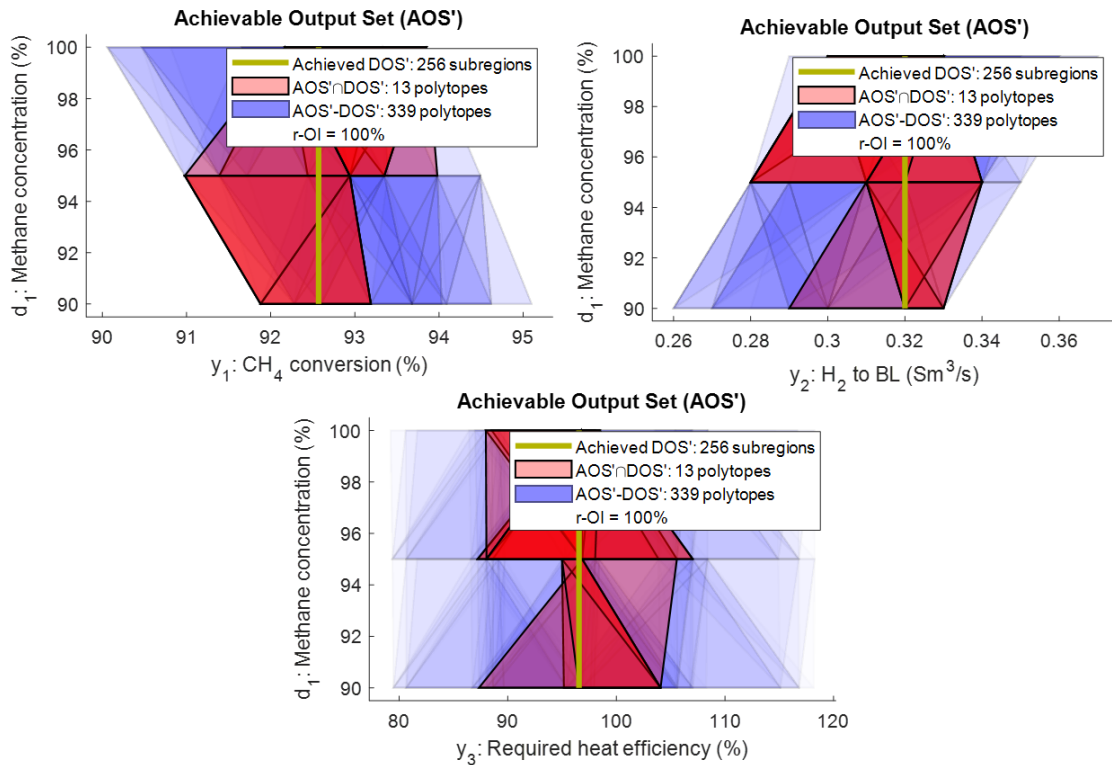 Achievable Output Set (AOS')
d₁: Methane concentration (%)
100
98
96
94
92
90
Achieved DOS': 256 subregions
AOS'∩DOS': 13 polytopes
AOS'-DOS': 339 polytopes
r-OI = 100%
90
91
92
93
94
95
y₁: CH₄ conversion (%)
Achievable Output Set (AOS')
d₁: Methane concentration (%)
100
98
96
94
92
90
Achieved DOS': 256 subregions
AOS'∩DOS': 13 polytopes
AOS'-DOS': 339 polytopes
r-OI = 100%
0.26
0.28
0.3
0.32
0.34
0.36
y₂: H₂ to BL (Sm³/s)
Achievable Output Set (AOS')
d₁: Methane concentration (%)
100
98
96
94
92
90
Achieved DOS': 256 subregions
AOS'∩DOS': 13 polytopes
AOS'-DOS': 339 polytopes
r-OI = 100%
80
90
100
110
120
y₃: Required heat efficiency (%)